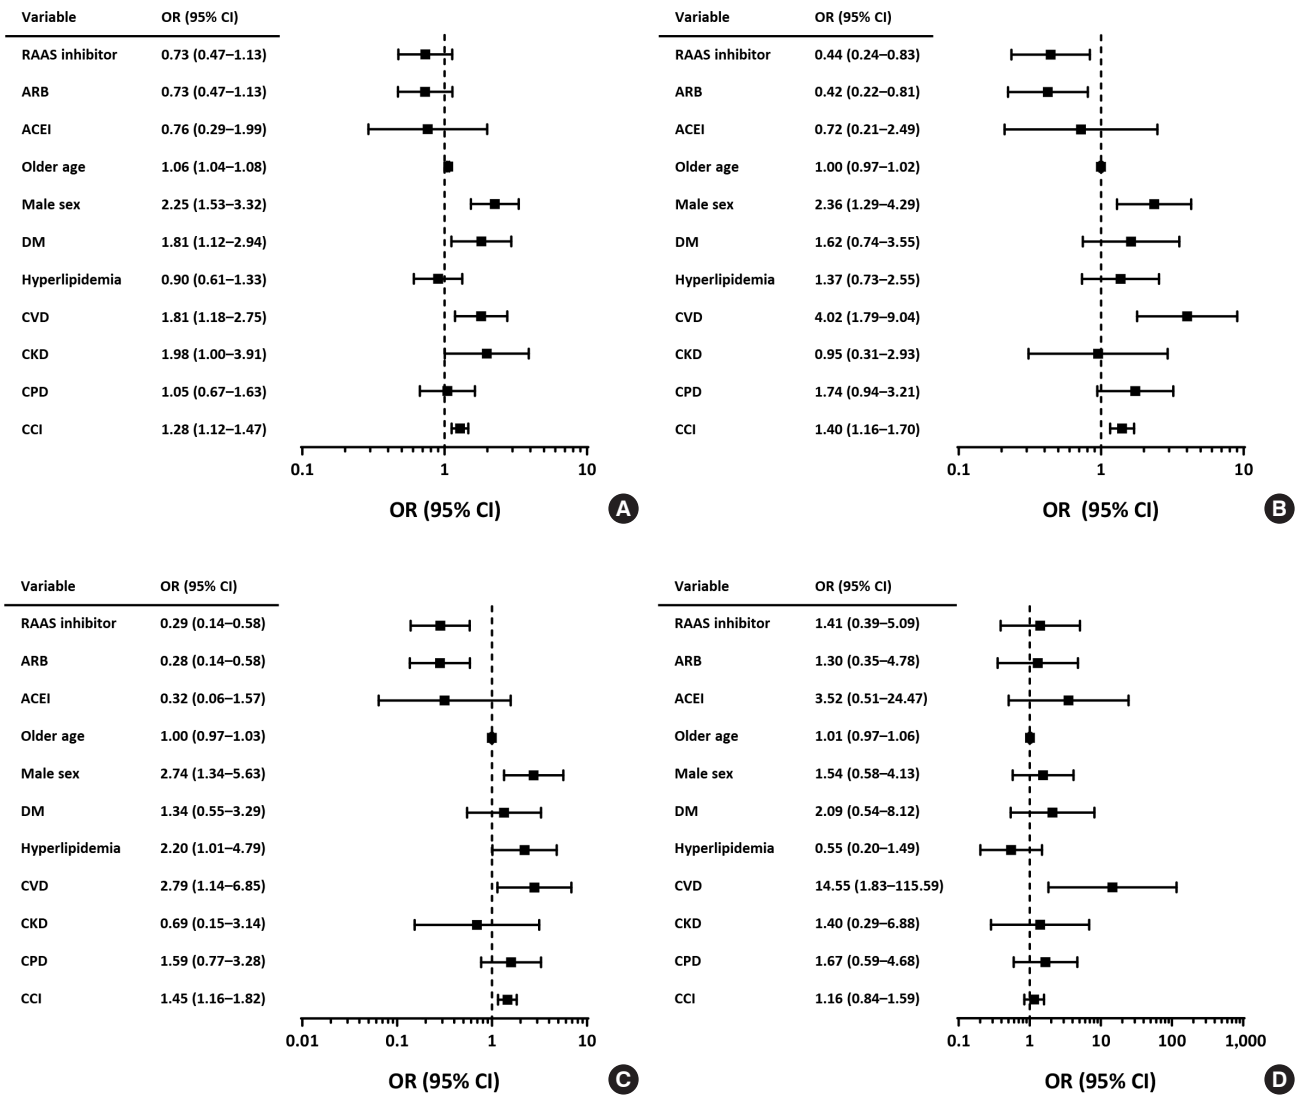 Variable OR (95% CI)
RAAS inhibitor 0.73 (0.47–1.13)
ARB 0.73 (0.47–1.13)
ACEI 0.76 (0.29–1.99)
Older age 1.06 (1.04–1.08)
Male sex 2.25 (1.53–3.32)
DM 1.81 (1.12–2.94)
Hyperlipidemia 0.90 (0.61–1.33)
CVD 1.81 (1.18–2.75)
CKD 1.98 (1.00–3.91)
CPD 1.05 (0.67–1.63)
CCI 1.28 (1.12–1.47)
0.1 1 10
OR (95% CI)
A
Variable OR (95% CI)
RAAS inhibitor 0.44 (0.24–0.83)
ARB 0.42 (0.22–0.81)
ACEI 0.72 (0.21–2.49)
Older age 1.00 (0.97–1.02)
Male sex 2.36 (1.29–4.29)
DM 1.62 (0.74–3.55)
Hyperlipidemia 1.37 (0.73–2.55)
CVD 4.02 (1.79–9.04)
CKD 0.95 (0.31–2.93)
CPD 1.74 (0.94–3.21)
CCI 1.40 (1.16–1.70)
0.1 1 10
OR (95% CI)
B
Variable OR (95% CI)
RAAS inhibitor 0.29 (0.14–0.58)
ARB 0.28 (0.14–0.58)
ACEI 0.32 (0.06–1.57)
Older age 1.00 (0.97–1.03)
Male sex 2.74 (1.34–5.63)
DM 1.34 (0.55–3.29)
Hyperlipidemia 2.20 (1.01–4.79)
CVD 2.79 (1.14–6.85)
CKD 0.69 (0.15–3.14)
CPD 1.59 (0.77–3.28)
CCI 1.45 (1.16–1.82)
0.01 0.1 1 10
OR (95% CI)
C
Variable OR (95% CI)
RAAS inhibitor 1.41 (0.39–5.09)
ARB 1.30 (0.35–4.78)
ACEI 3.52 (0.51–24.47)
Older age 1.01 (0.97–1.06)
Male sex 1.54 (0.58–4.13)
DM 2.09 (0.54–8.12)
Hyperlipidemia 0.55 (0.20–1.49)
CVD 14.55 (1.83–115.59)
CKD 1.40 (0.29–6.88)
CPD 1.67 (0.59–4.68)
CCI 1.16 (0.84–1.59)
0.1 1 10 100 1,000
OR (95% CI)
D